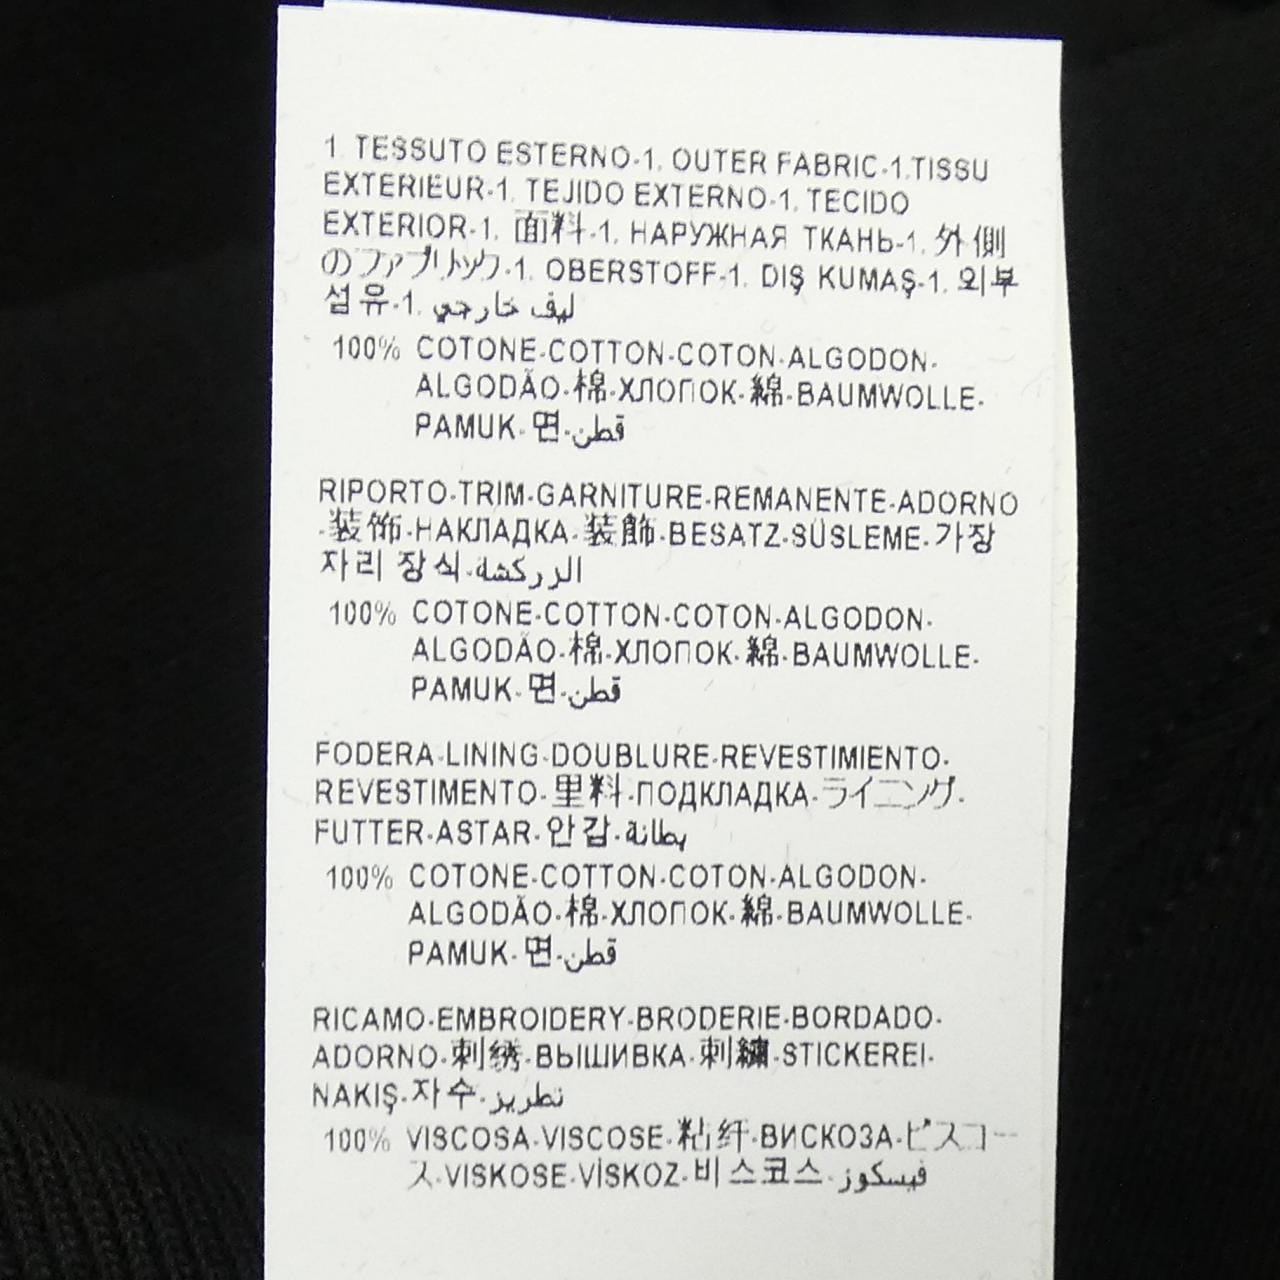 1. TESSUTO ESTERNO-1. OUTER FABRIC-1.TISSU
EXTERIEUR-1. TEJIDO EXTERNO-1. TECIDO
EXTERIOR-1. 面料-1. НАРУЖНАЯ ТКАНЬ-1. 外側
のファブリック-1. OBERSTOFF-1. DIŞ KUMAŞ-1. 외부
섬유-1. ليف خارجي
100% COTONE-COTTON-COTON-ALGODON-
ALGODÃO-棉-ХЛОПОК-綿-BAUMWOLLE-
PAMUK-면-قطن
RIPORTO-TRIM-GARNITURE-REMANENTE-ADORNO
-装饰-НАКЛАДКА-装飾-BESATZ-SÜSLEME-가장
자리 장식-الزركشة
100% COTONE-COTTON-COTON-ALGODON-
ALGODÃO-棉-ХЛОПОК-綿-BAUMWOLLE-
PAMUK-면-قطن
FODERA-LINING-DOUBLURE-REVESTIMIENTO-
REVESTIMENTO-里料-ПОДКЛАДКА-ライニング-
FUTTER-ASTAR-안감-بطانة
100% COTONE-COTTON-COTON-ALGODON-
ALGODÃO-棉-ХЛОПОК-綿-BAUMWOLLE-
PAMUK-면-قطن
RICAMO-EMBROIDERY-BRODERIE-BORDADO-
ADORNO-刺绣-ВЫШИВКА-刺繍-STICKEREI-
NAKIŞ-자수-تطريز
100% VISCOSA-VISCOSE-粘纤-ВИСКОЗА-ビスコー
ス-VISKOSE-VİSKOZ-비스코스-فيسكوز